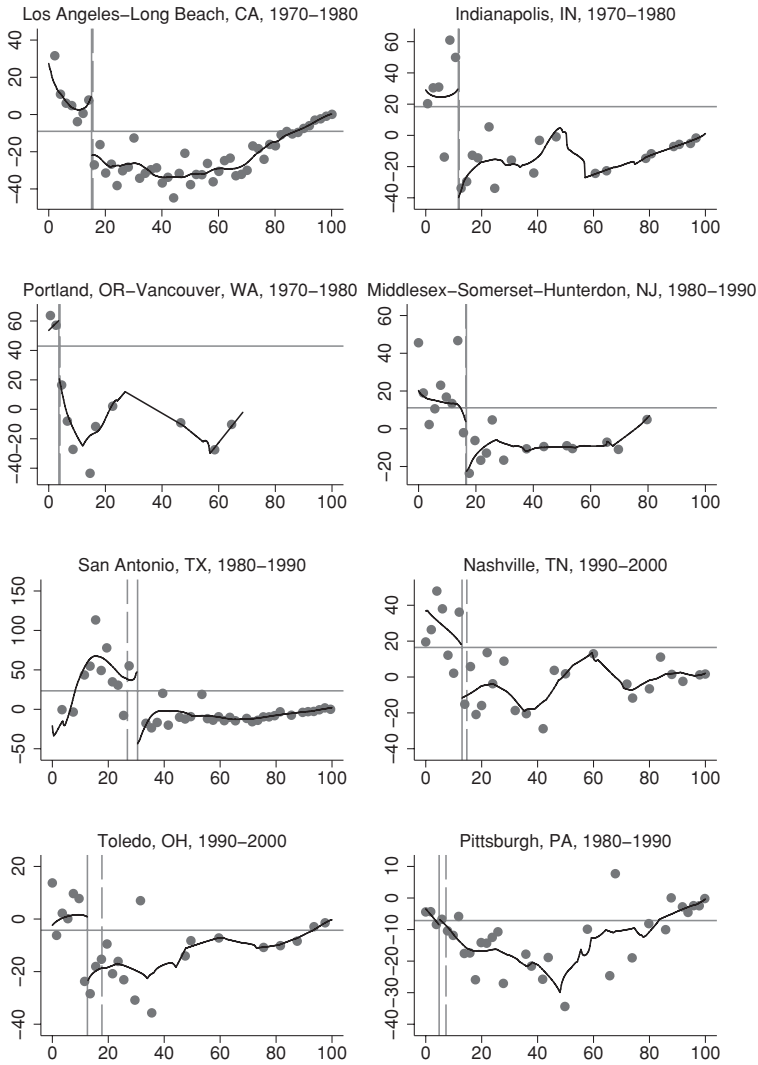 Los Angeles−Long Beach, CA, 1970−1980
40
20
0
−20
−40
0 20 40 60 80 100
Indianapolis, IN, 1970−1980
60
40
20
0
−20
−40
0 20 40 60 80 100
Portland, OR−Vancouver, WA, 1970−1980
60
40
20
0
−20
−40
0 20 40 60 80 100
Middlesex−Somerset−Hunterdon, NJ, 1980−1990
60
40
20
0
−20
0 20 40 60 80 100
San Antonio, TX, 1980−1990
150
100
50
0
−50
0 20 40 60 80 100
Nashville, TN, 1990−2000
40
20
0
−20
−40
0 20 40 60 80 100
Toledo, OH, 1990−2000
20
0
−20
−40
0 20 40 60 80 100
Pittsburgh, PA, 1980−1990
10
0
−10
−20
−30
−40
0 20 40 60 80 100